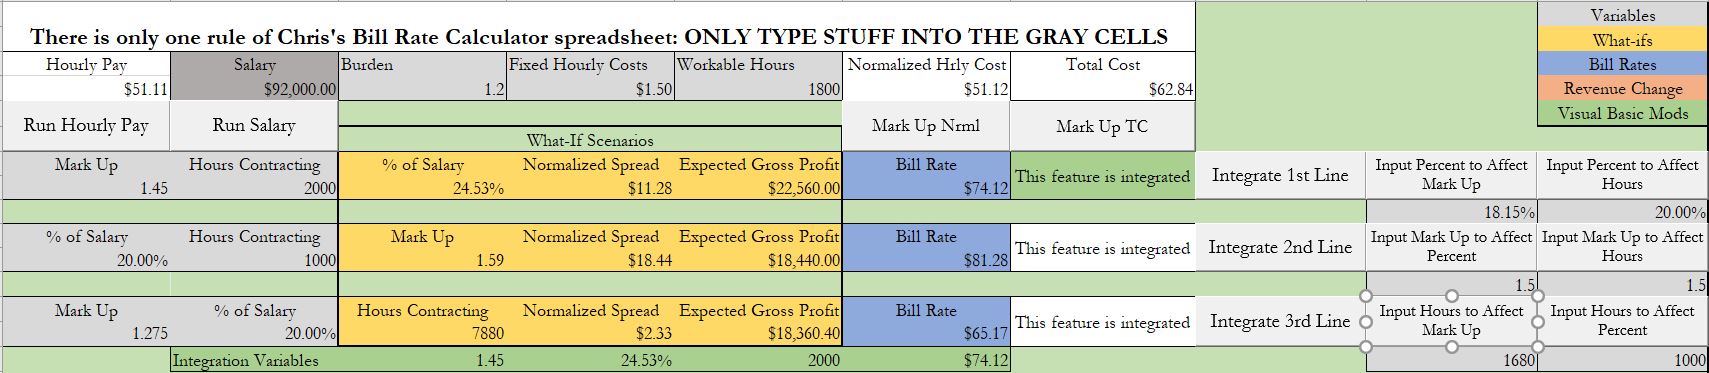 Variables
There is only one rule of Chris's Bill Rate Calculator spreadsheet: ONLY TYPE STUFF INTO THE GRAY CELLS
What-ifs
Hourly Pay Salary Burden Fixed Hourly Costs Workable Hours Normalized Hrly Cost Total Cost Bill Rates
$51.11 $92,000.00 1.2 $1.50 1800 $51.12 $62.84 Revenue Change
Visual Basic Mods
Run Hourly Pay Run Salary Mark Up Nrml Mark Up TC
What-If Scenarios
Mark Up Hours Contracting % of Salary Normalized Spread Expected Gross Profit Bill Rate This feature is integrated Integrate 1st Line Input Percent to Affect Mark Up Input Percent to Affect Hours
1.45 2000 24.53% $11.28 $22,560.00 $74.12
18.15% 20.00%
% of Salary Hours Contracting Mark Up Normalized Spread Expected Gross Profit Bill Rate This feature is integrated Integrate 2nd Line Input Mark Up to Affect Percent Input Mark Up to Affect Hours
20.00% 1000 1.59 $18.44 $18,440.00 $81.28
1.5 1.5
Mark Up % of Salary Hours Contracting Normalized Spread Expected Gross Profit Bill Rate This feature is integrated Integrate 3rd Line Input Hours to Affect Mark Up Input Hours to Affect Percent
1.275 20.00% 7880 $2.33 $18,360.40 $65.17
Integration Variables 1.45 24.53% 2000 $74.12 1680 1000